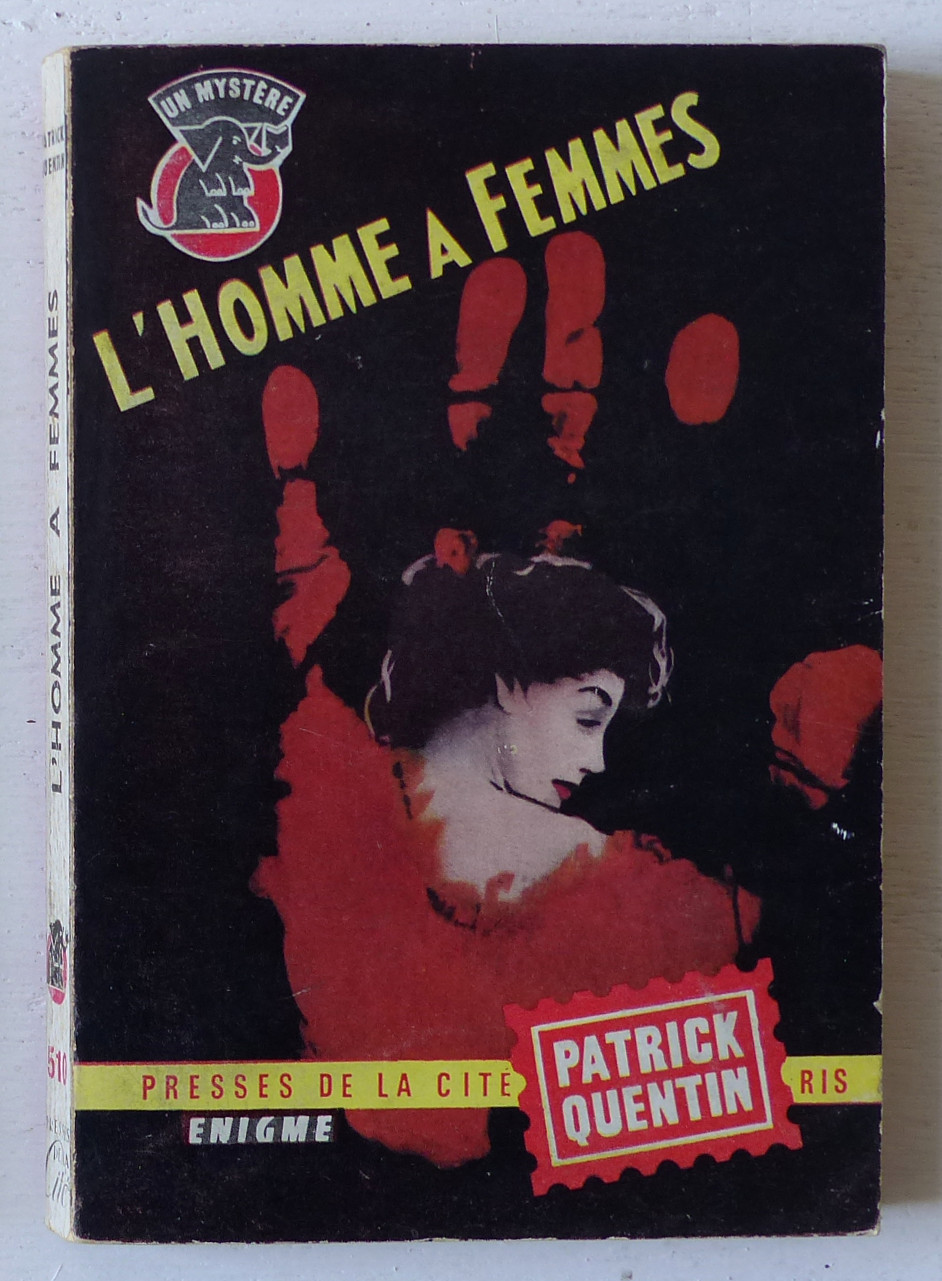 UN MYSTÈRE
L'HOMME A FEMMES
PATRICK
QUENTIN
PRESSES DE LA CITÉ
RIS
ENIGME
L'HOMME A FEMMES
510